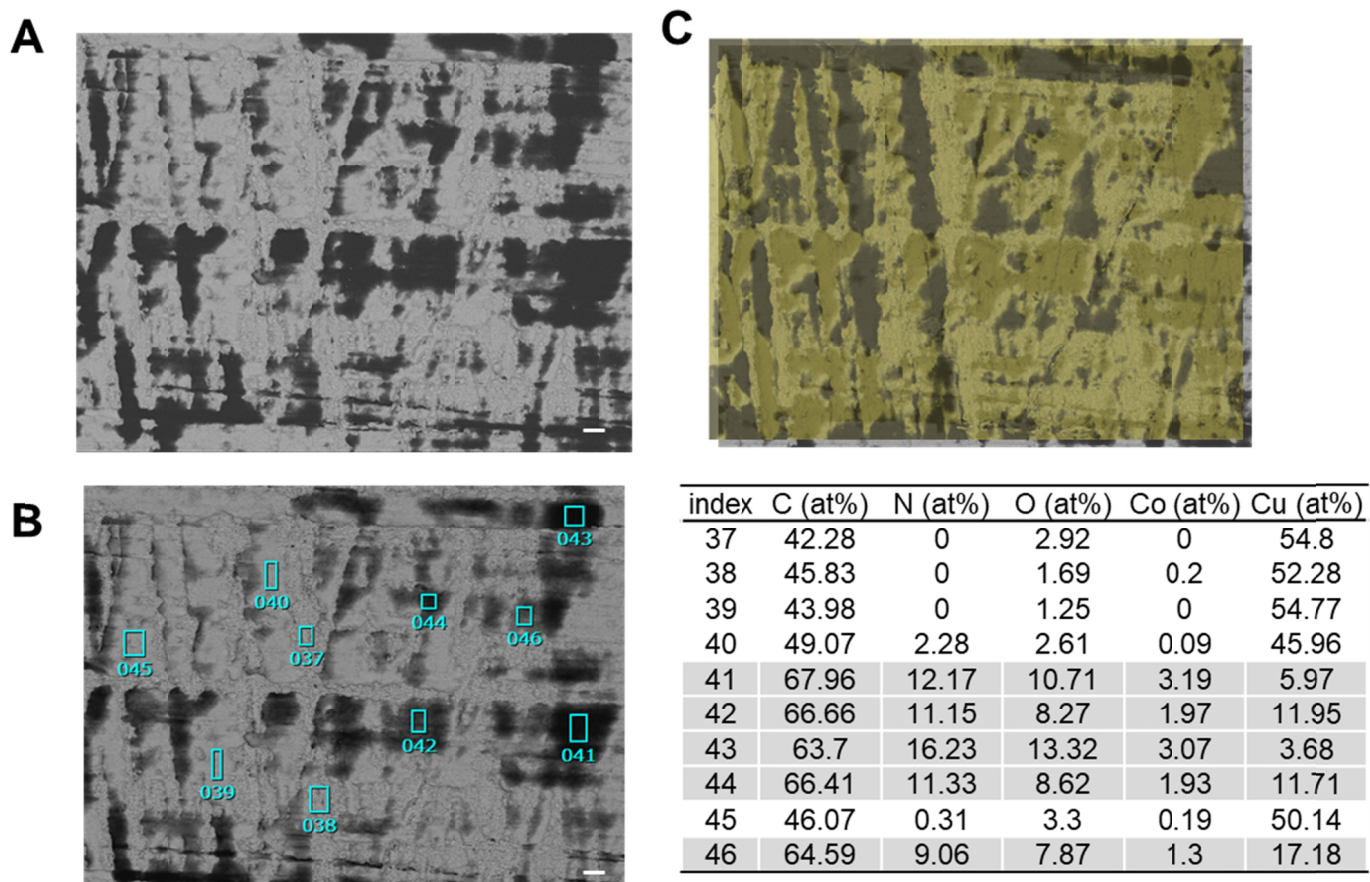 A
C
B
043
040
044
046
045
037
042
041
039
038
index C (at%) N (at%) O (at%) Co (at%) Cu (at%)
37 42.28 0 2.92 0 54.8
38 45.83 0 1.69 0.2 52.28
39 43.98 0 1.25 0 54.77
40 49.07 2.28 2.61 0.09 45.96
41 67.96 12.17 10.71 3.19 5.97
42 66.66 11.15 8.27 1.97 11.95
43 63.7 16.23 13.32 3.07 3.68
44 66.41 11.33 8.62 1.93 11.71
45 46.07 0.31 3.3 0.19 50.14
46 64.59 9.06 7.87 1.3 17.18